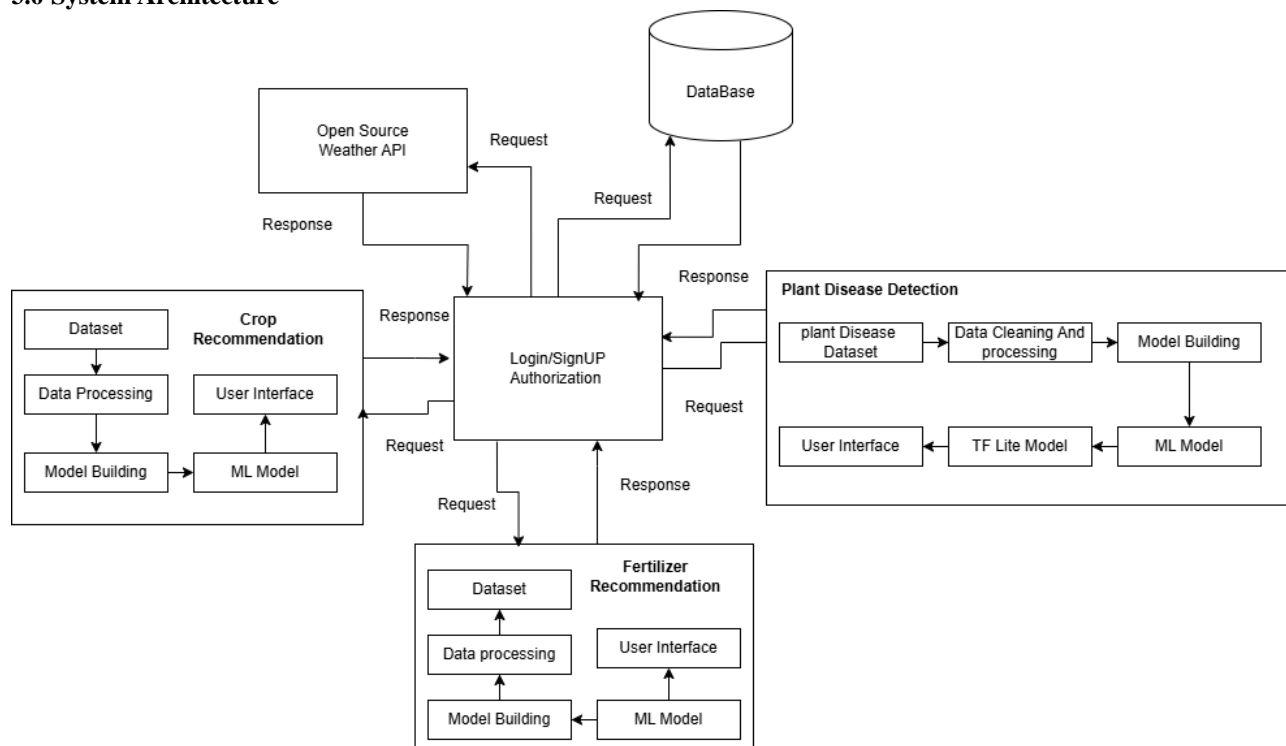 3.6 System Architecture
DataBase
Open Source
Weather API
Request
Request
Response
Response
Plant Disease Detection
Crop
Recommendation
Dataset
Response
Login/SignUP
Authorization
plant Disease
Dataset
Data Cleaning And
processing
Model Building
Data Processing
User Interface
Request
Request
User Interface
TF Lite Model
ML Model
Model Building
ML Model
Request
Response
Fertilizer
Recommendation
Dataset
Data processing
User Interface
Model Building
ML Model